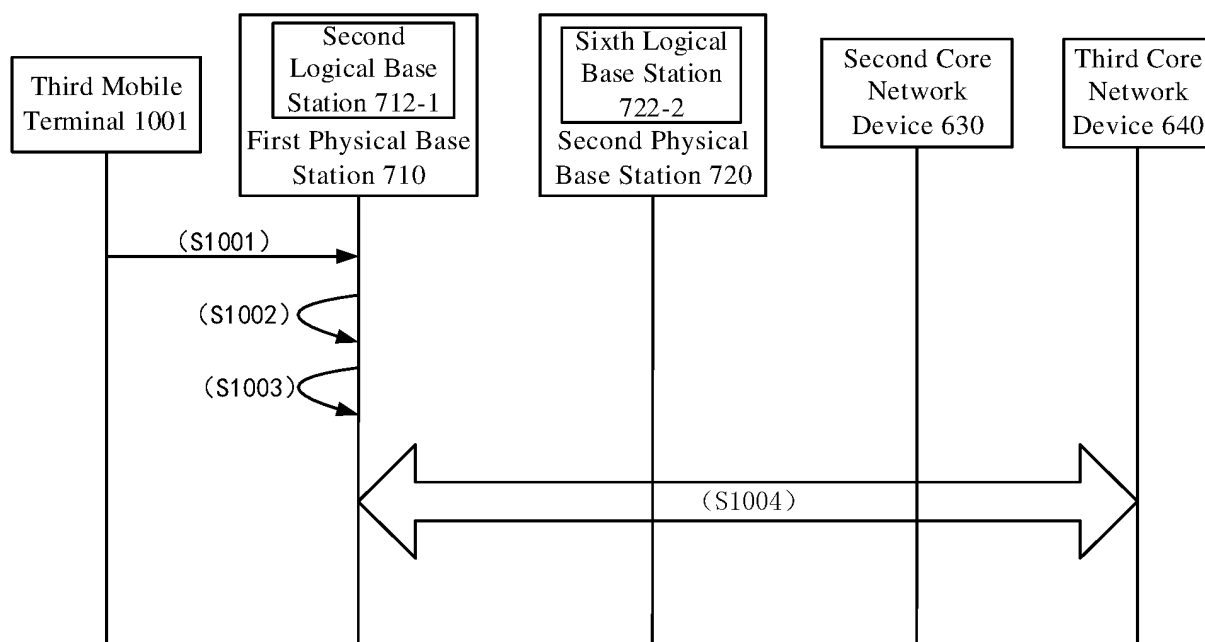 Third Mobile
Terminal 1001
Second
Logical Base
Station 712-1
First Physical Base
Station 710
Sixth Logical
Base Station
722-2
Second Physical
Base Station 720
Second Core
Network
Device 630
Third Core
Network
Device 640
(S1001)
(S1002)
(S1003)
(S1004)